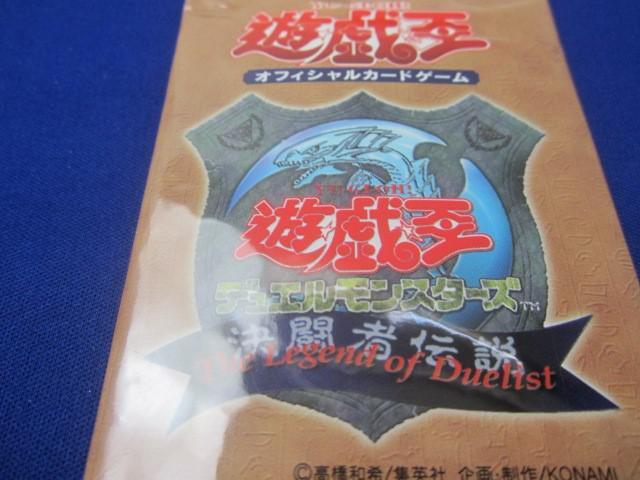 遊戯王
オフィシャルカードゲーム
YU-GI-OH!
遊戯王
デュエルモンスターズ™
決闘者伝説
The Legend of Duelist
©高橋和希/集英社 企画・制作/KONAMI